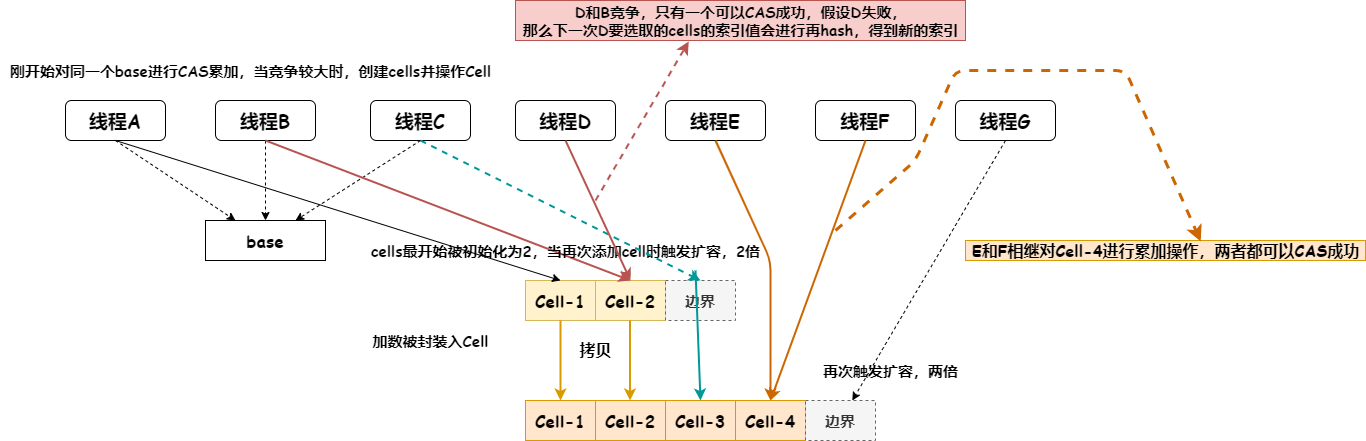 D和B竞争，只有一个可以CAS成功，假设D失败，
那么下一次D要选取的cells的索引值会进行再hash，得到新的索引
刚开始对同一个base进行CAS累加，当竞争较大时，创建cells并操作Cell
线程A
线程B
线程C
线程D
线程E
线程F
线程G
base
cells最开始被初始化为2，当再次添加cell时触发扩容，2倍
E和F相继对Cell-4进行累加操作，两者都可以CAS成功
Cell-1
Cell-2
边界
加数被封装入Cell
拷贝
再次触发扩容，两倍
Cell-1
Cell-2
Cell-3
Cell-4
边界